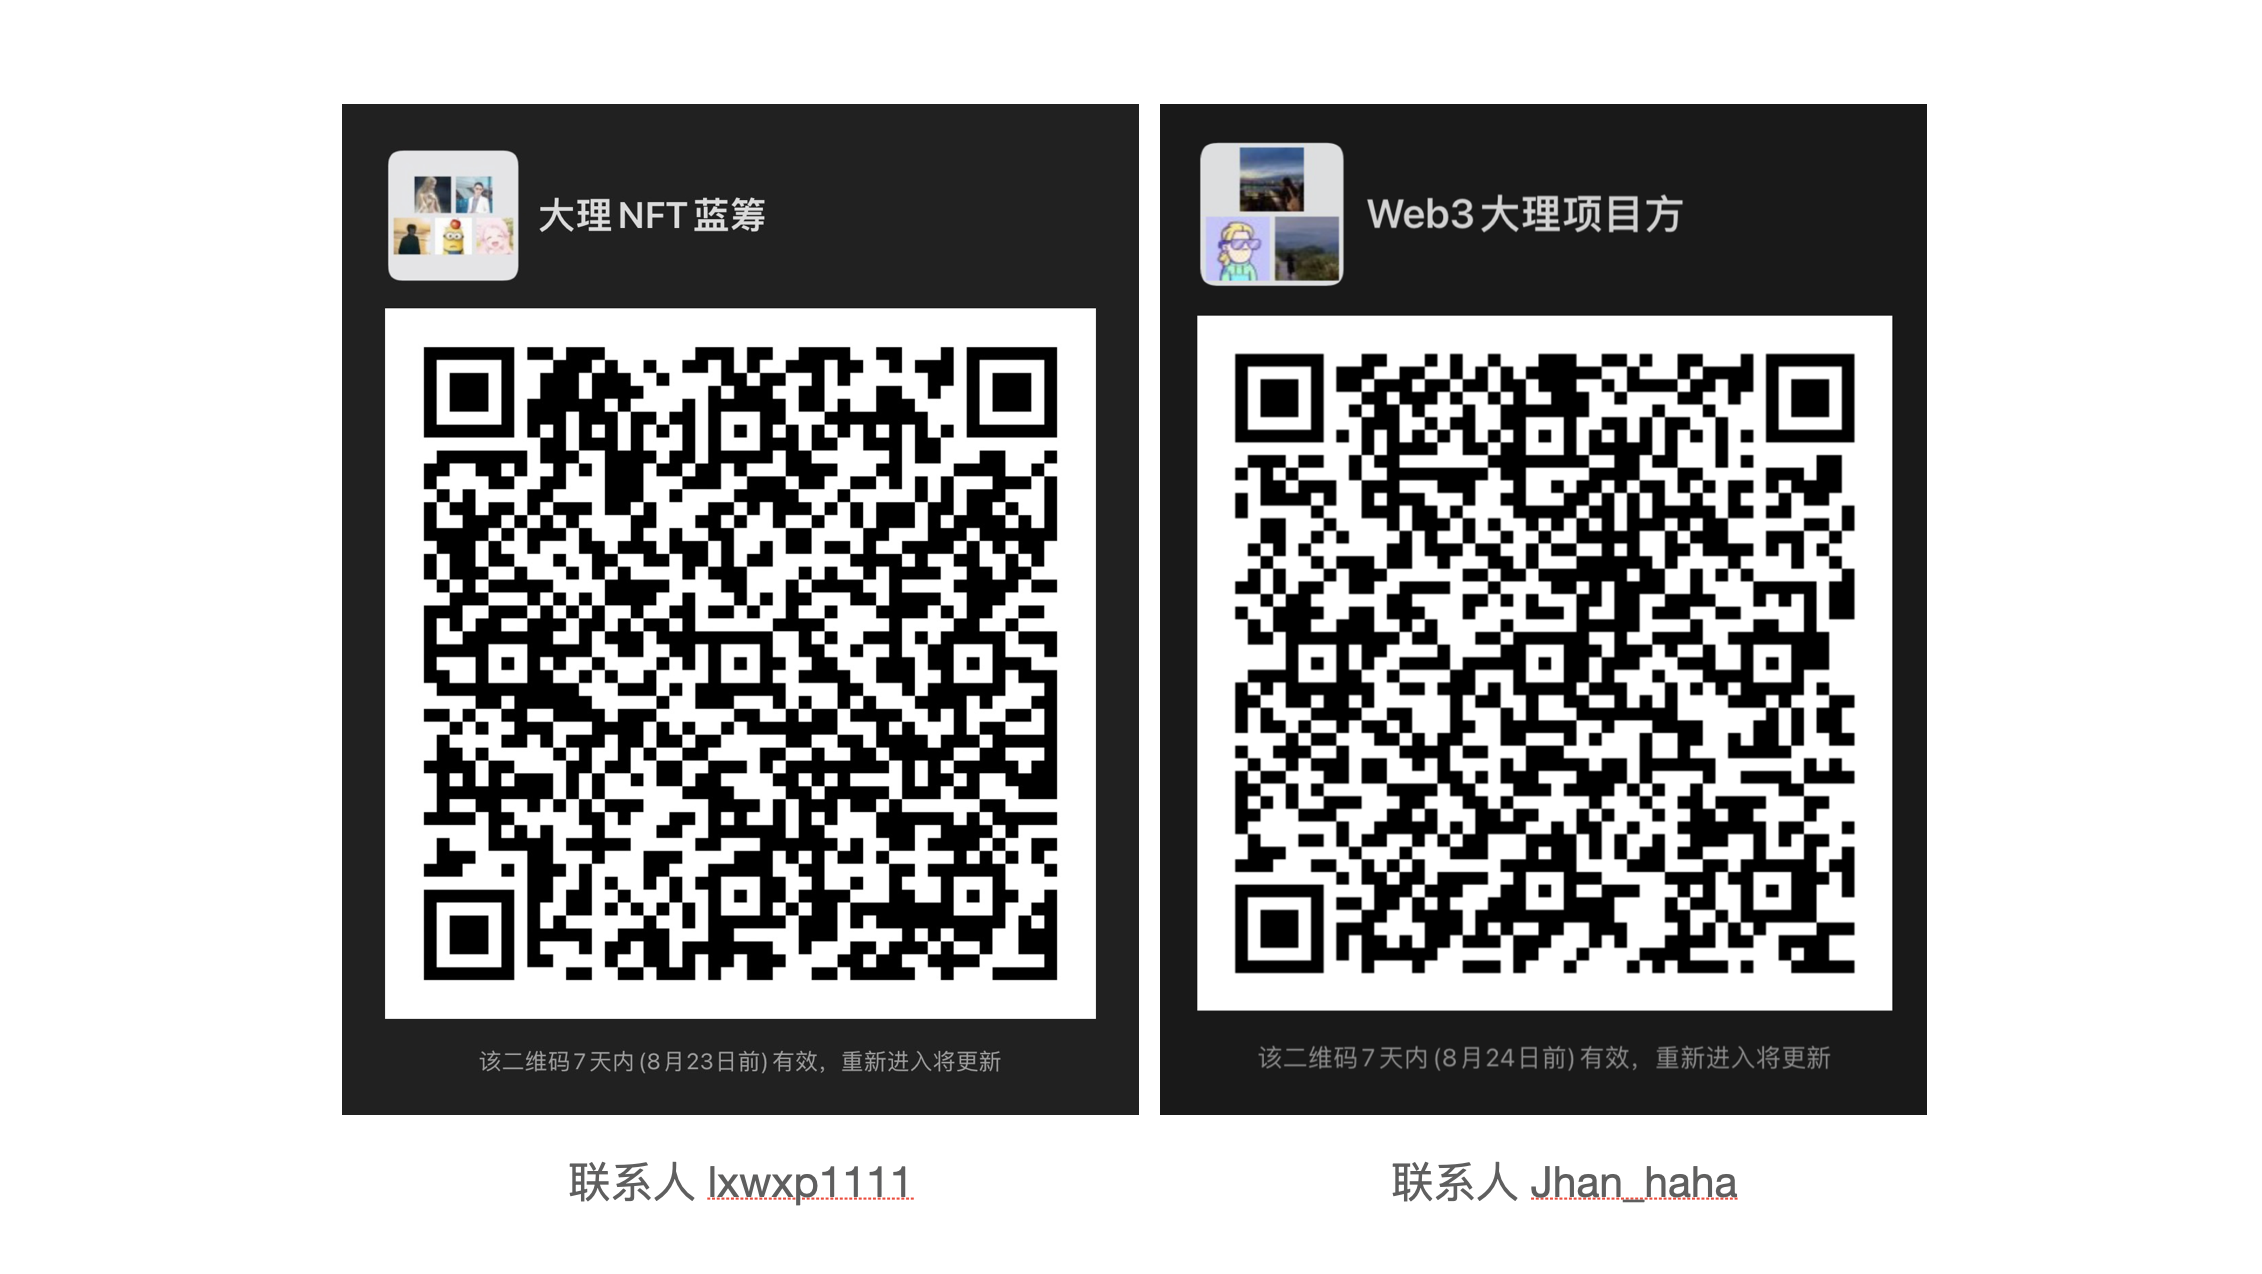 大理NFT蓝筹
该二维码7天内(8月23日前)有效，重新进入将更新
联系人 lxwxp1111
Web3大理项目方
该二维码7天内(8月24日前)有效，重新进入将更新
联系人 Jhan_haha